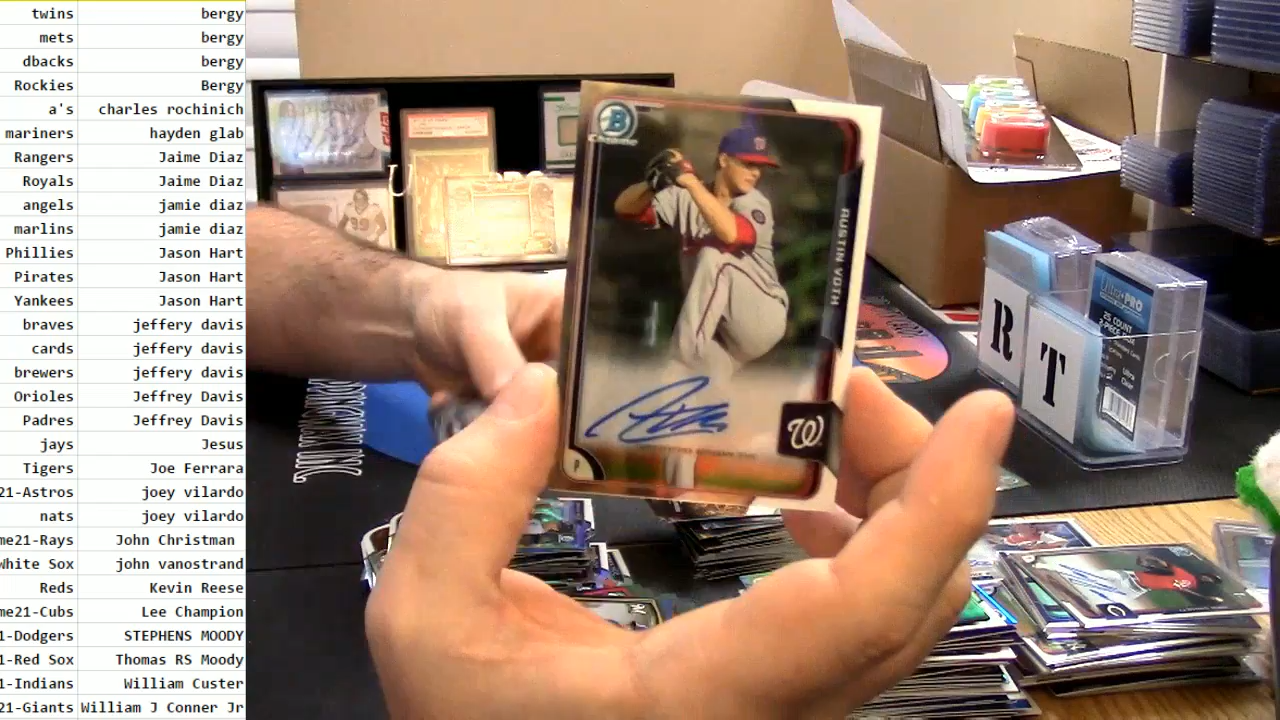 twins bergy
mets bergy
dbacks bergy
Rockies Bergy
a's charles rochinich
mariners hayden glab
Rangers Jaime Diaz
Royals Jaime Diaz
angels jamie diaz
marlins jamie diaz
Phillies Jason Hart
Pirates Jason Hart
Yankees Jason Hart
braves jeffery davis
cards jeffery davis
brewers jeffery davis
Orioles Jeffrey Davis
Padres Jeffrey Davis
jays Jesus
Tigers Joe Ferrara
21-Astros joey vilardo
nats joey vilardo
me21-Rays John Christman
White Sox john vanostrand
Reds Kevin Reese
me21-Cubs Lee Champion
1-Dodgers STEPHENS MOODY
1-Red Sox Thomas RS Moody
1-Indians William Custer
21-Giants William J Conner Jr
B
Chrome
AUSTIN VOTH
W
P
R T
Ultra PRO
25 COUNT